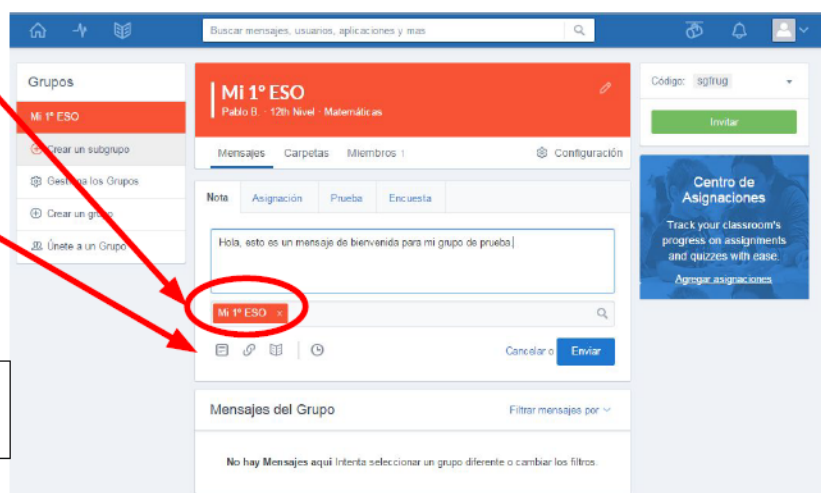 Buscar mensajes, usuarios, aplicaciones y mas
Grupos
Mi 1º ESO
Crear un subgrupo
Gestiona los Grupos
Crear un grupo
Únete a un Grupo
Mi 1º ESO
Pablo B. · 12th Nivel · Matemáticas
Mensajes Carpetas Miembros 1 Configuración
Nota Asignación Prueba Encuesta
Hola, esto es un mensaje de bienvenida para mi grupo de prueba.
Mi 1º ESO ×
Cancelar o Enviar
Mensajes del Grupo Filtrar mensajes por
No hay Mensajes aqui Intenta seleccionar un grupo diferente o cambiar los filtros.
Código: sgfrug
Invitar
Centro de
Asignaciones
Track your classroom's
progress on assignments
and quizzes with ease.
Agregar asignaciones